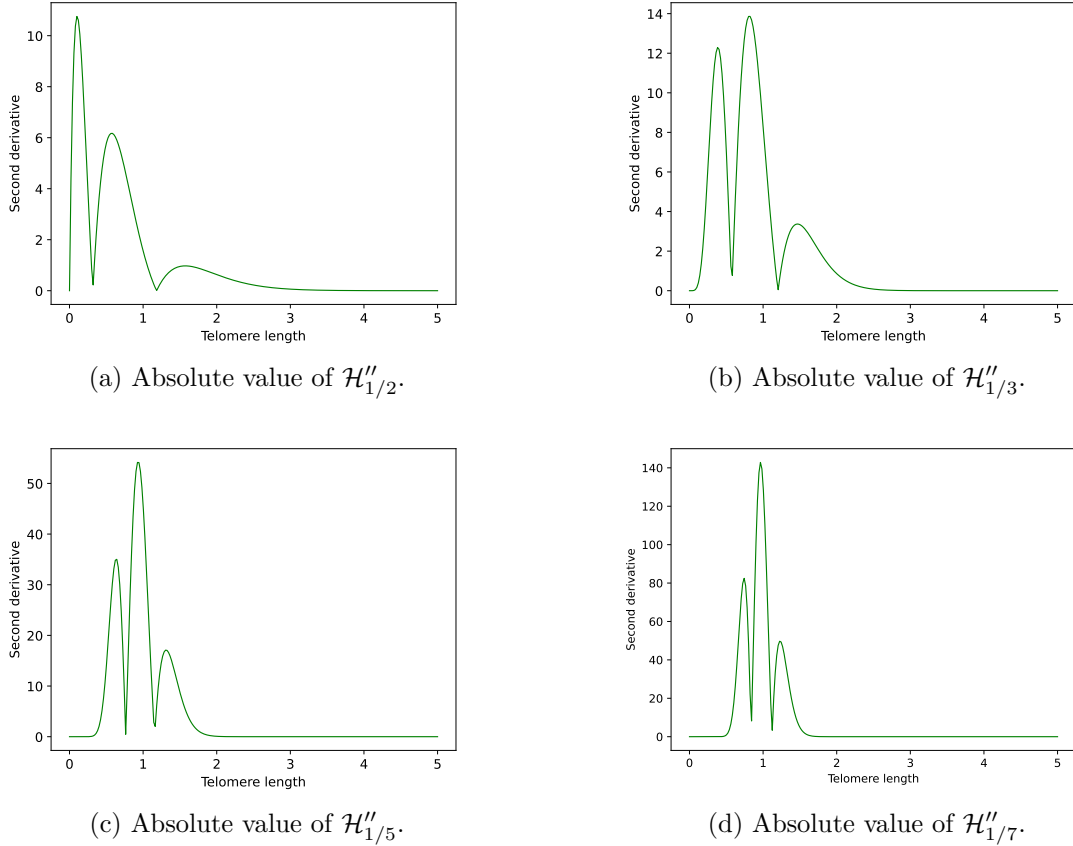 10
8
6
4
2
0
Second derivative
0 1 2 3 4 5
Telomere length
(a) Absolute value of $\mathcal{H}''_{1/2}$.
14
12
10
8
6
4
2
0
Second derivative
0 1 2 3 4 5
Telomere length
(b) Absolute value of $\mathcal{H}''_{1/3}$.
50
40
30
20
10
0
Second derivative
0 1 2 3 4 5
Telomere length
(c) Absolute value of $\mathcal{H}''_{1/5}$.
140
120
100
80
60
40
20
0
Second derivative
0 1 2 3 4 5
Telomere length
(d) Absolute value of $\mathcal{H}''_{1/7}$.